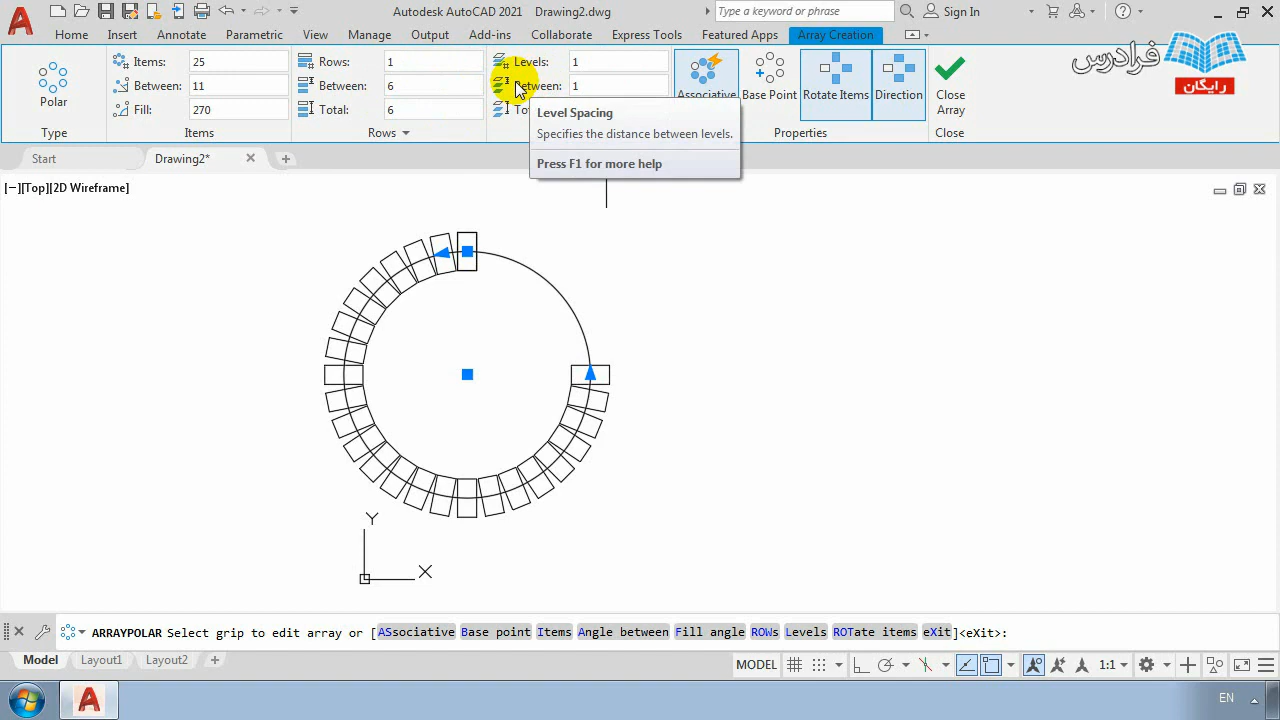 Autodesk AutoCAD 2021 Drawing2.dwg
Type a keyword or phrase
Sign In
Home Insert Annotate Parametric View Manage Output Add-ins Collaborate Express Tools Featured Apps Array Creation
Polar
Type
Items: 25
Between: 11
Fill: 270
Items
Rows: 1
Between: 6
Total: 6
Rows
Levels: 1
Between: 1
Associative
Base Point
Rotate Items
Direction
Properties
Close
Array
Close
فرادرس
رایگان
Level Spacing
Specifies the distance between levels.
Press F1 for more help
Start
Drawing2*
[−][Top][2D Wireframe]
Y
X
ARRAYPOLAR Select grip to edit array or [ASsociative Base point Items Angle between Fill angle ROWs Levels ROTate items eXit]<eXit>:
Model Layout1 Layout2
MODEL
1:1
EN